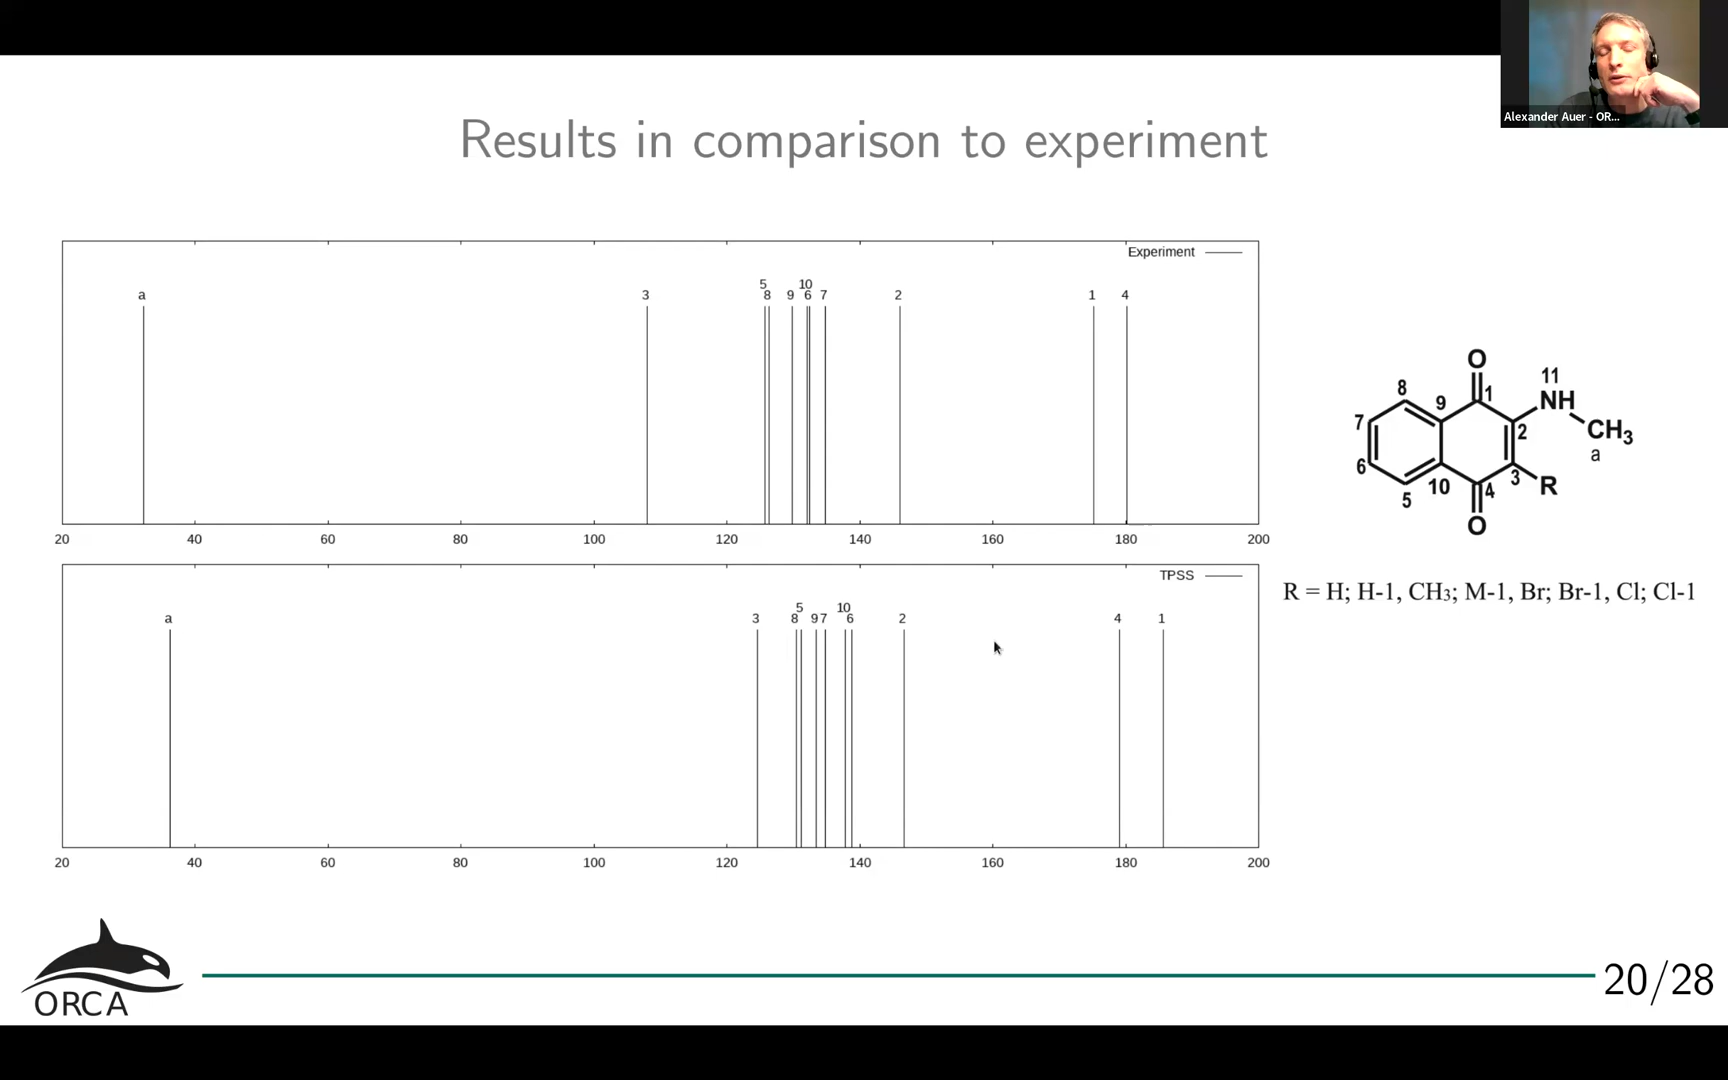 Alexander Auer - OR...
Results in comparison to experiment
Experiment
a 3 5 8 9 10 6 7 2 1 4
20 40 60 80 100 120 140 160 180 200
TPSS
a 3 8 5 9 7 10 6 2 4 1
20 40 60 80 100 120 140 160 180 200
O
11
8 9 1 NH
7 2 CH3
a
6 3 R
5 10 4
O
R = H; H-1, CH3; M-1, Br; Br-1, Cl; Cl-1
ORCA
20/28